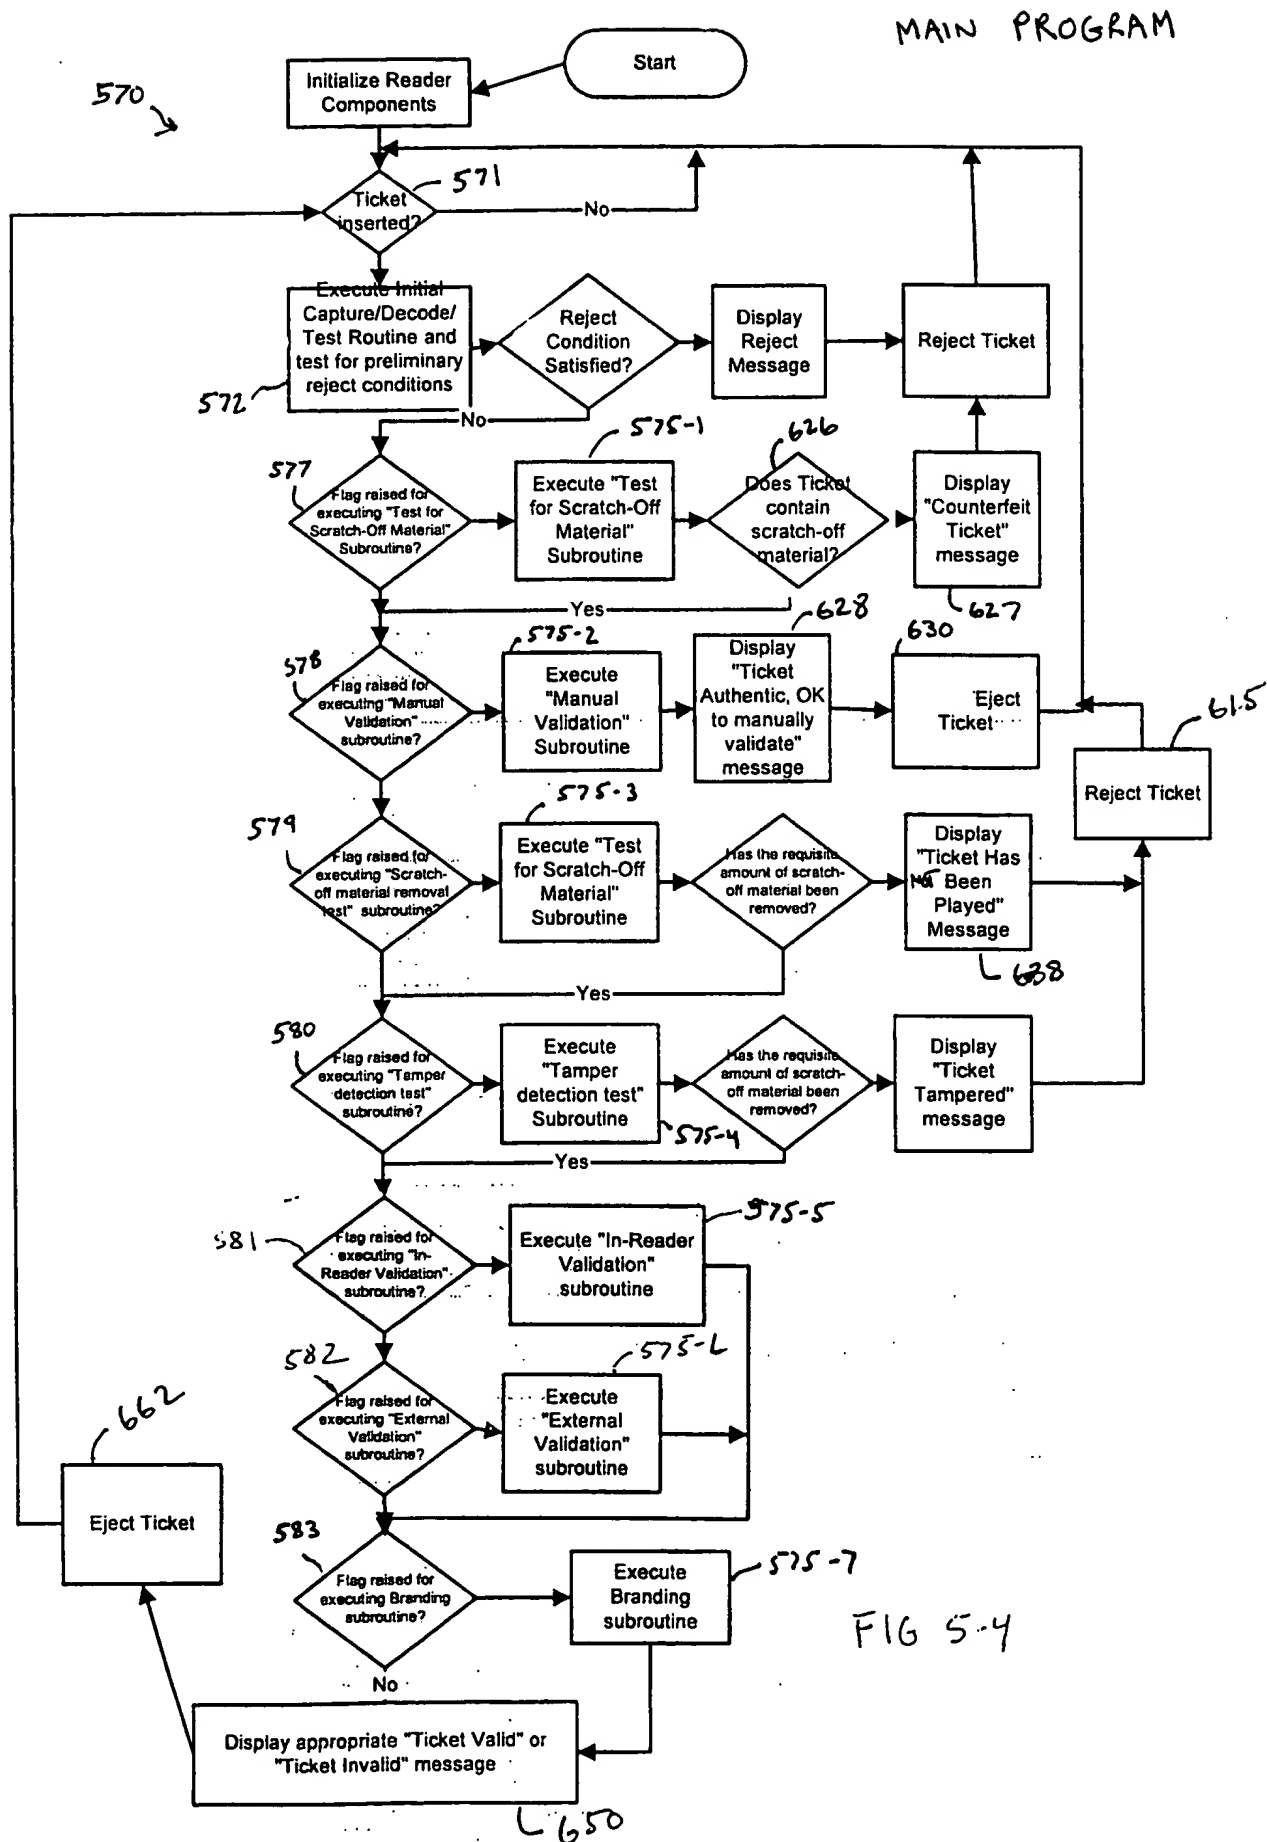 MAIN PROGRAM
Start
Initialize Reader
Components
570
571
Ticket
inserted?
No
Execute Initial
Capture/Decode/
Test Routine and
test for preliminary
reject conditions
572
Reject
Condition
Satisfied?
Display
Reject
Message
Reject Ticket
No
577
Flag raised for
executing "Test for
Scratch-Off Material"
Subroutine?
575-1
Execute "Test
for Scratch-Off
Material"
Subroutine
626
Does Ticket
contain
scratch-off
material?
Display
"Counterfeit
Ticket"
message
627
Yes
578
Flag raised for
executing "Manual
Validation"
subroutine?
575-2
Execute
"Manual
Validation"
Subroutine
628
Display
"Ticket
Authentic, OK
to manually
validate"
message
630
Eject
Ticket
615
Reject Ticket
579
Flag raised for
executing "Scratch-
off material removal
test" subroutine?
575-3
Execute "Test
for Scratch-Off
Material"
Subroutine
Has the requisite
amount of scratch-
off material been
removed?
Display
"Ticket Has
Not Been
Played"
Message
638
Yes
580
Flag raised for
executing "Tamper
detection test"
subroutine?
Execute
"Tamper
detection test"
Subroutine
575-4
Has the requisite
amount of scratch-
off material been
removed?
Display
"Ticket
Tampered"
message
Yes
581
Flag raised for
executing "In-
Reader Validation"
subroutine?
575-5
Execute "In-Reader
Validation"
subroutine
582
Flag raised for
executing "External
Validation"
subroutine?
575-6
Execute
"External
Validation"
subroutine
662
Eject Ticket
583
Flag raised for
executing Branding
subroutine?
575-7
Execute
Branding
subroutine
FIG 5-4
No
Display appropriate "Ticket Valid" or
"Ticket Invalid" message
650